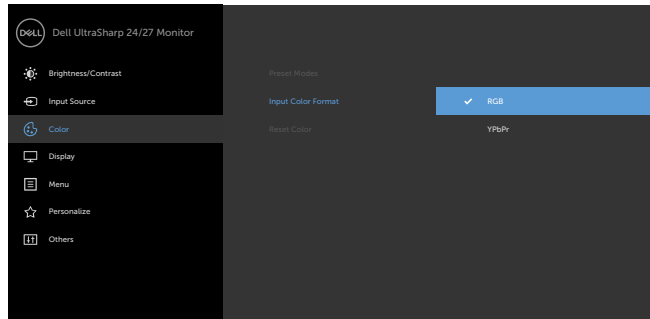 DELL Dell UltraSharp 24/27 Monitor
Brightness/Contrast
Preset Modes
Input Source
Input Color Format
RGB
Color
Reset Color
YPbPr
Display
Menu
Personalize
Others